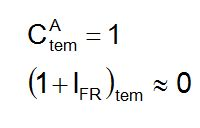 C^A_tem = 1
(1+I_FR)_tem ≈ 0